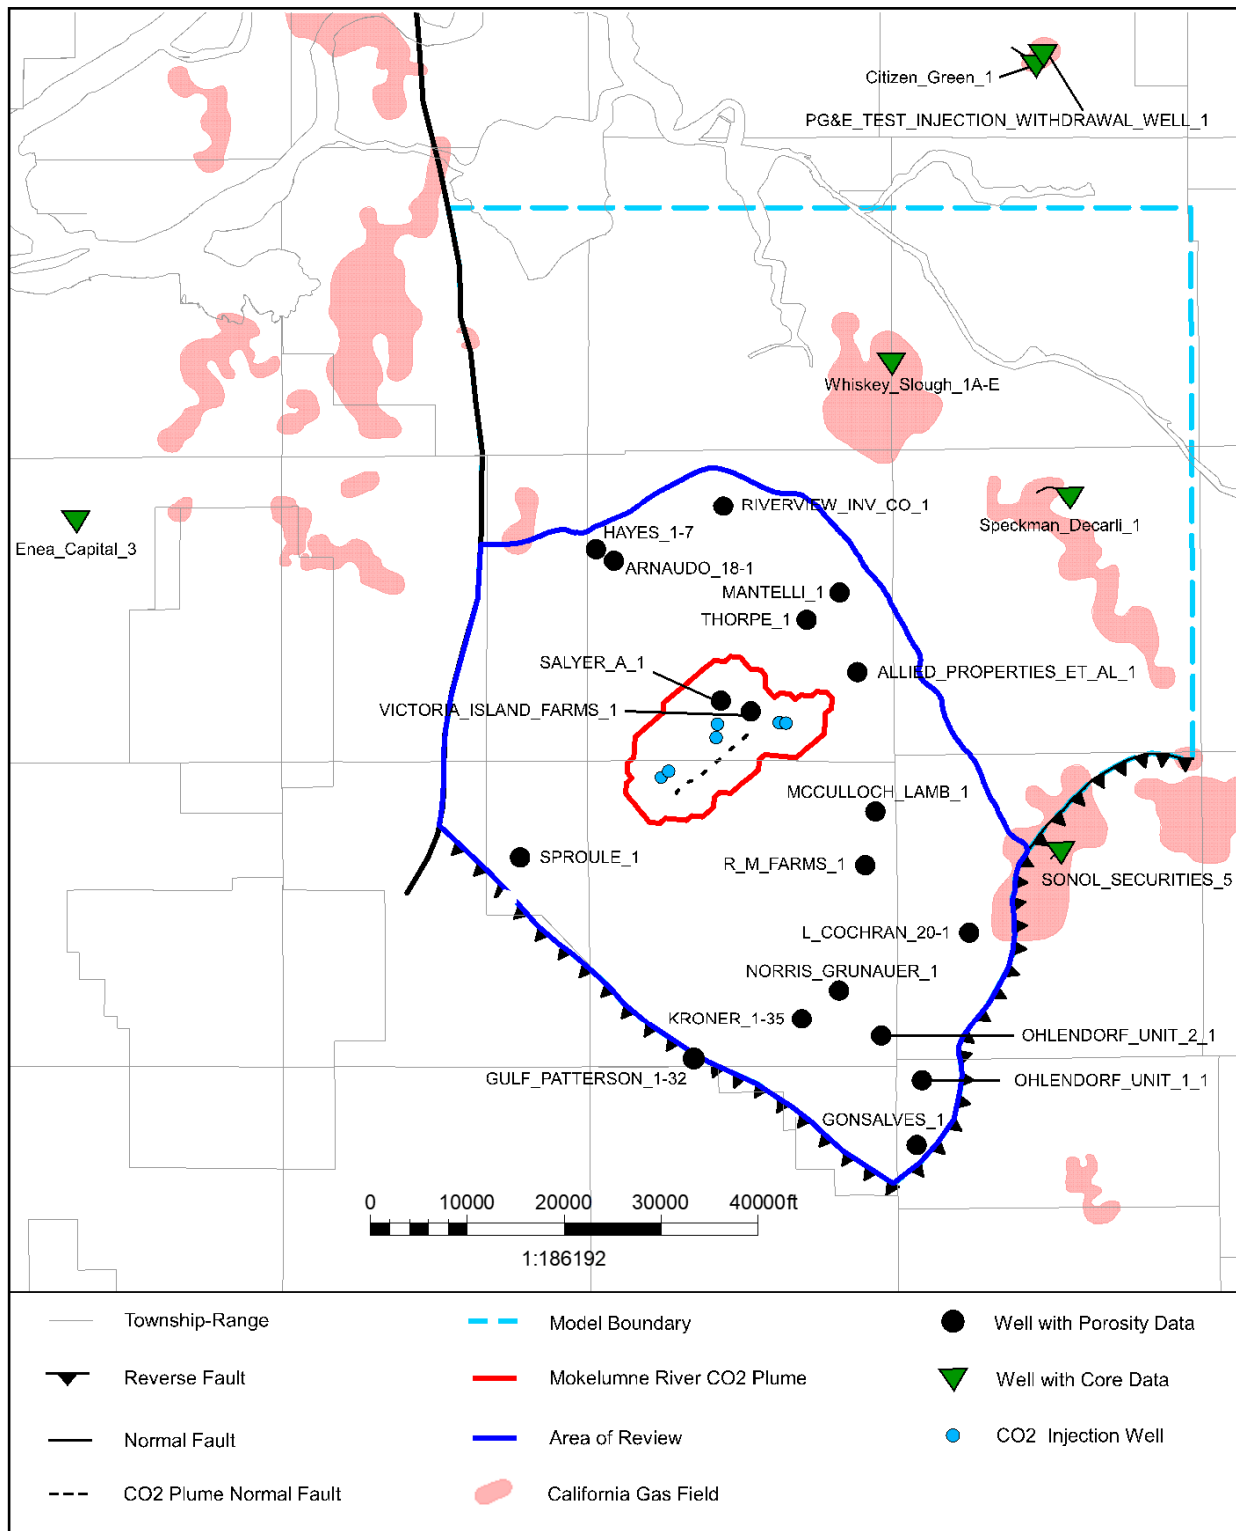 Citizen_Green_1
PG&E_TEST_INJECTION_WITHDRAWAL_WELL_1
Whiskey_Slough_1A-E
Speckman_Decarli_1
Enea_Capital_3
RIVERVIEW_INV_CO_1
HAYES_1-7
ARNAUDO_18-1
MANTELLI_1
THORPE_1
SALYER_A_1
ALLIED_PROPERTIES_ET_AL_1
VICTORIA_ISLAND_FARMS_1
MCCULLOCH_LAMB_1
SPROULE_1
R_M_FARMS_1
SONOL_SECURITIES_5
L_COCHRAN_20-1
NORRIS_GRUNAUER_1
KRONER_1-35
OHLENDORF_UNIT_2_1
GULF_PATTERSON_1-32
OHLENDORF_UNIT_1_1
GONSALVES_1
0 10000 20000 30000 40000ft
1:186192
Township-Range
Model Boundary
Well with Porosity Data
Reverse Fault
Mokelumne River CO2 Plume
Well with Core Data
Normal Fault
Area of Review
CO2 Injection Well
CO2 Plume Normal Fault
California Gas Field